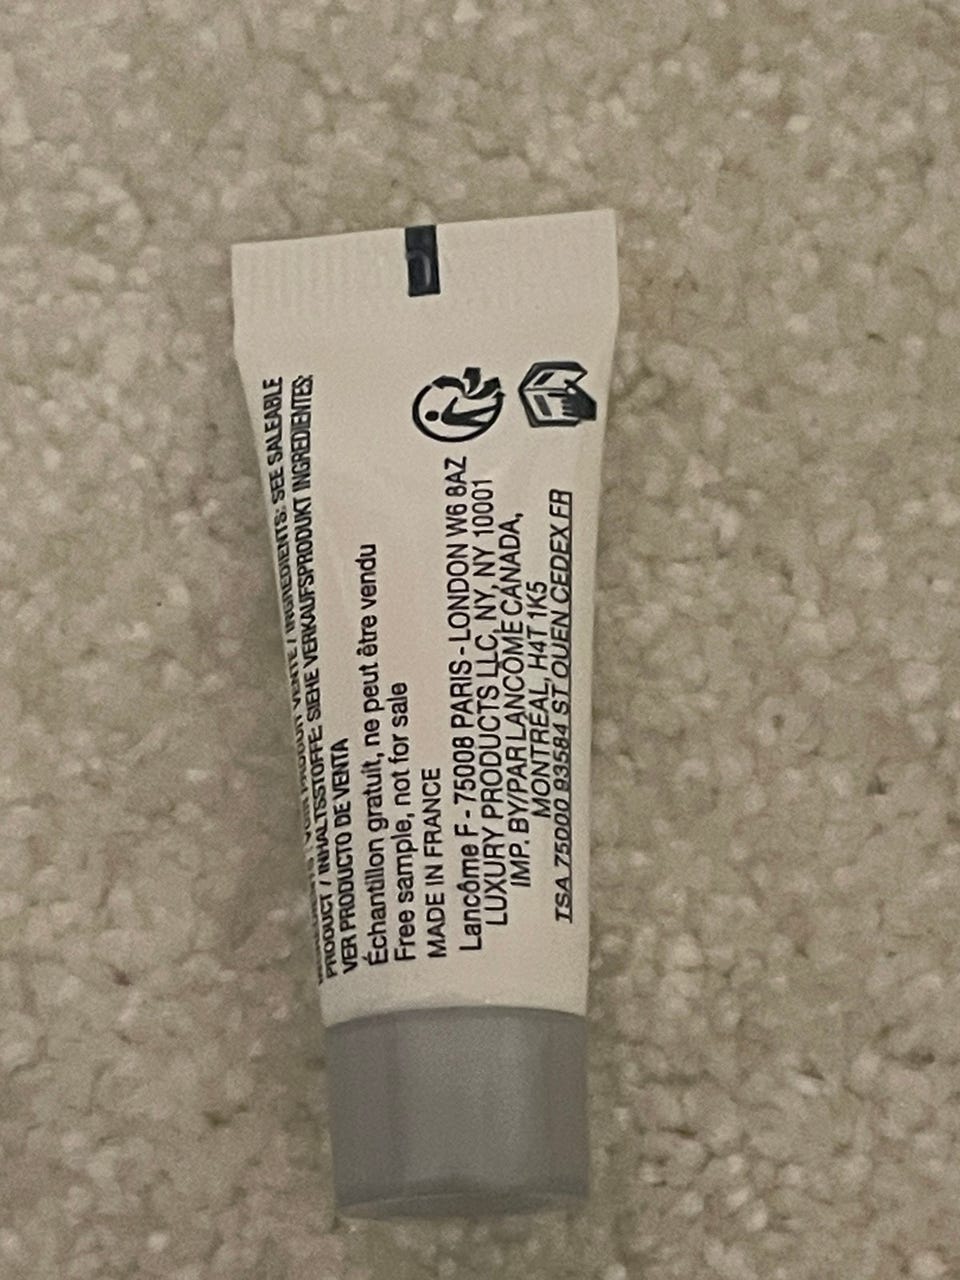 VOIR PRODUIT VENTE / INGREDIENTS: SEE SALEABLE
PRODUCT / INHALTSSTOFFE: SIEHE VERKAUFSPRODUKT INGREDIENTES:
VER PRODUCTO DE VENTA
Échantillon gratuit, ne peut être vendu
Free sample, not for sale
MADE IN FRANCE
Lancôme F - 75008 PARIS - LONDON W6 8AZ
LUXURY PRODUCTS LLC, NY, NY 10001
IMP. BY/PAR LANCÔME CANADA,
MONTRÉAL, H4T 1K5
TSA 75000 93584 ST OUEN CEDEX FR